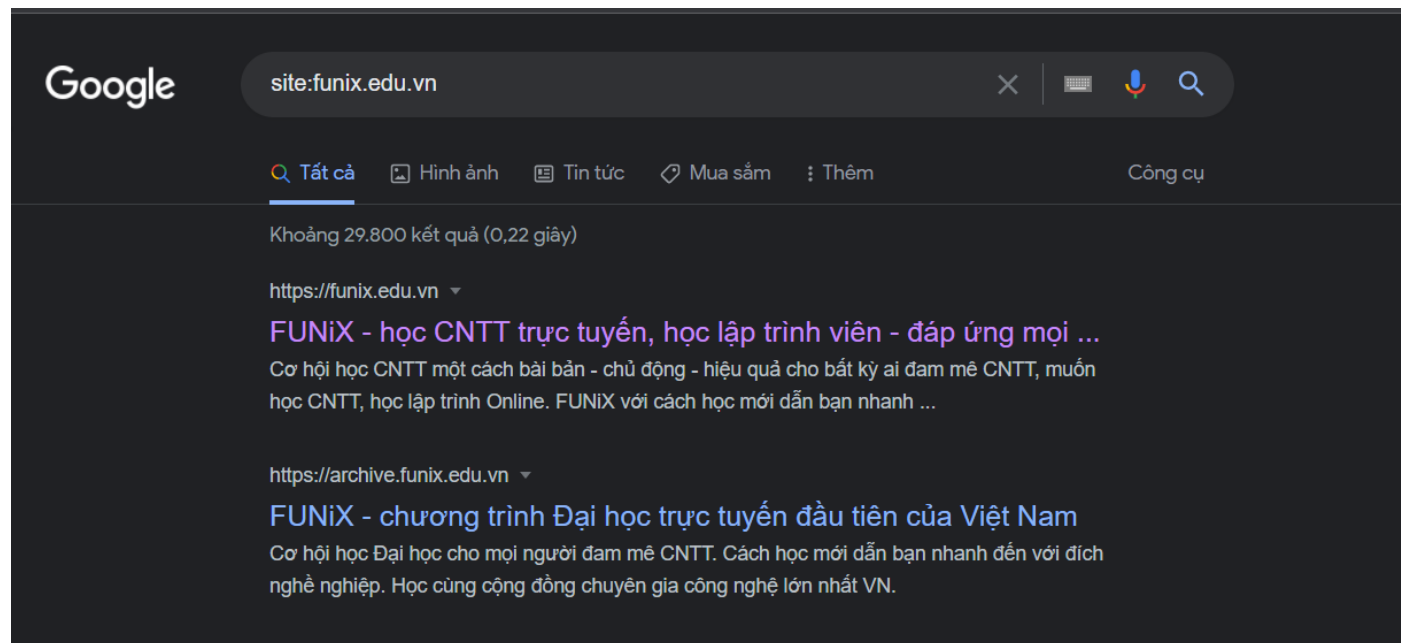 Google
site:funix.edu.vn
Tất cả Hình ảnh Tin tức Mua sắm Thêm Công cụ
Khoảng 29.800 kết quả (0,22 giây)
https://funix.edu.vn
FUNiX - học CNTT trực tuyến, học lập trình viên - đáp ứng mọi ...
Cơ hội học CNTT một cách bài bản - chủ động - hiệu quả cho bất kỳ ai đam mê CNTT, muốn
học CNTT, học lập trình Online. FUNiX với cách học mới dẫn bạn nhanh ...
https://archive.funix.edu.vn
FUNiX - chương trình Đại học trực tuyến đầu tiên của Việt Nam
Cơ hội học Đại học cho mọi người đam mê CNTT. Cách học mới dẫn bạn nhanh đến với đích
nghề nghiệp. Học cùng cộng đồng chuyên gia công nghệ lớn nhất VN.